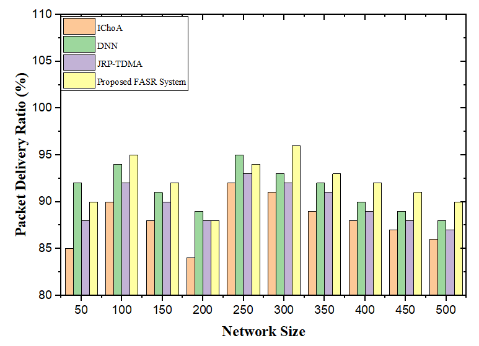 110
105
100
95
90
85
80
Packet Delivery Ratio (%)
IChoA
DNN
JRP-TDMA
Proposed FASR System
50 100 150 200 250 300 350 400 450 500
Network Size